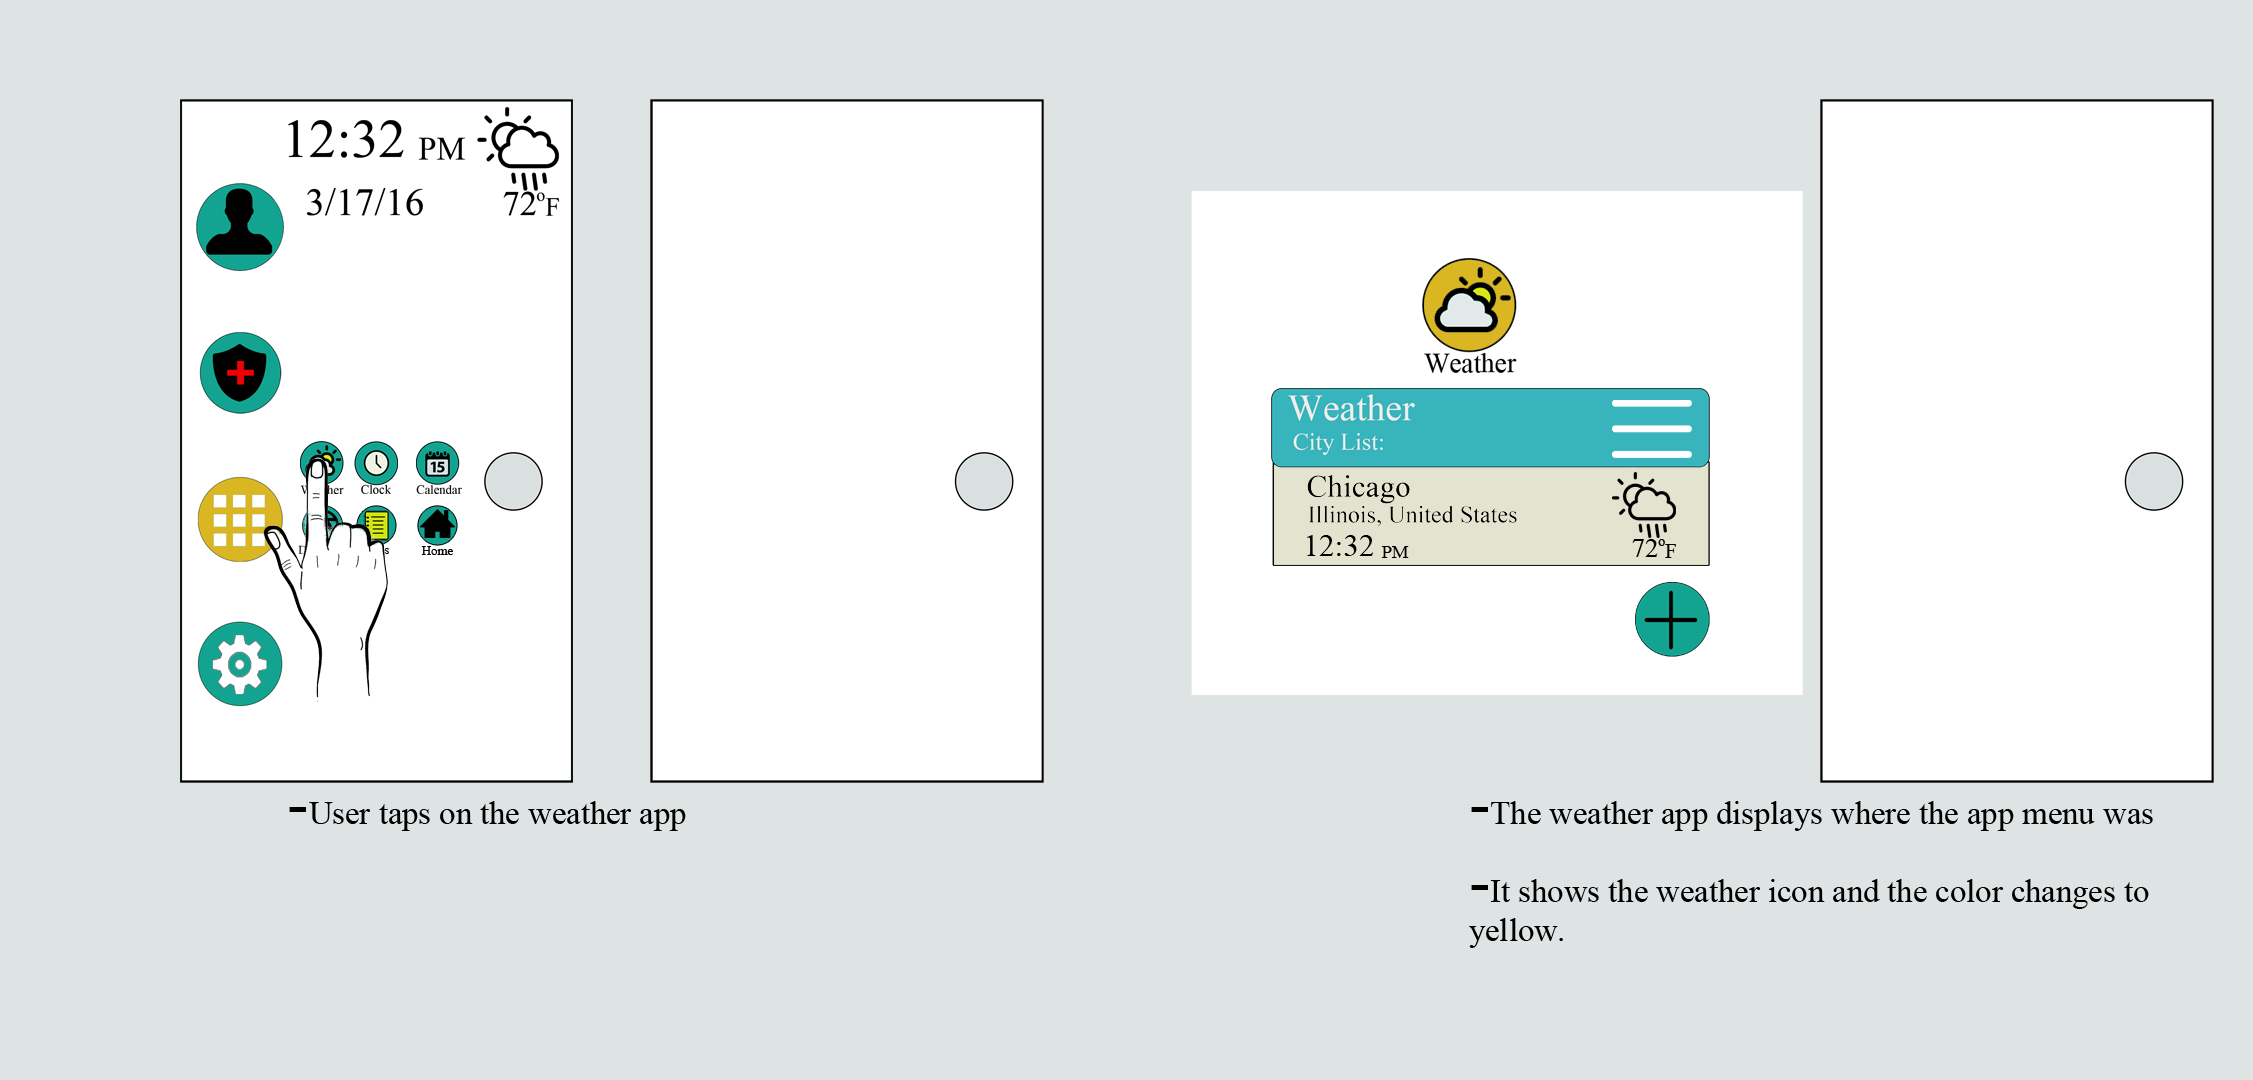 12:32 PM
3/17/16
72°F
Clock
Calendar
15
Home
-User taps on the weather app
Weather
Weather
City List:
Chicago
Illinois, United States
12:32 PM
72°F
-The weather app displays where the app menu was
-It shows the weather icon and the color changes to
yellow.